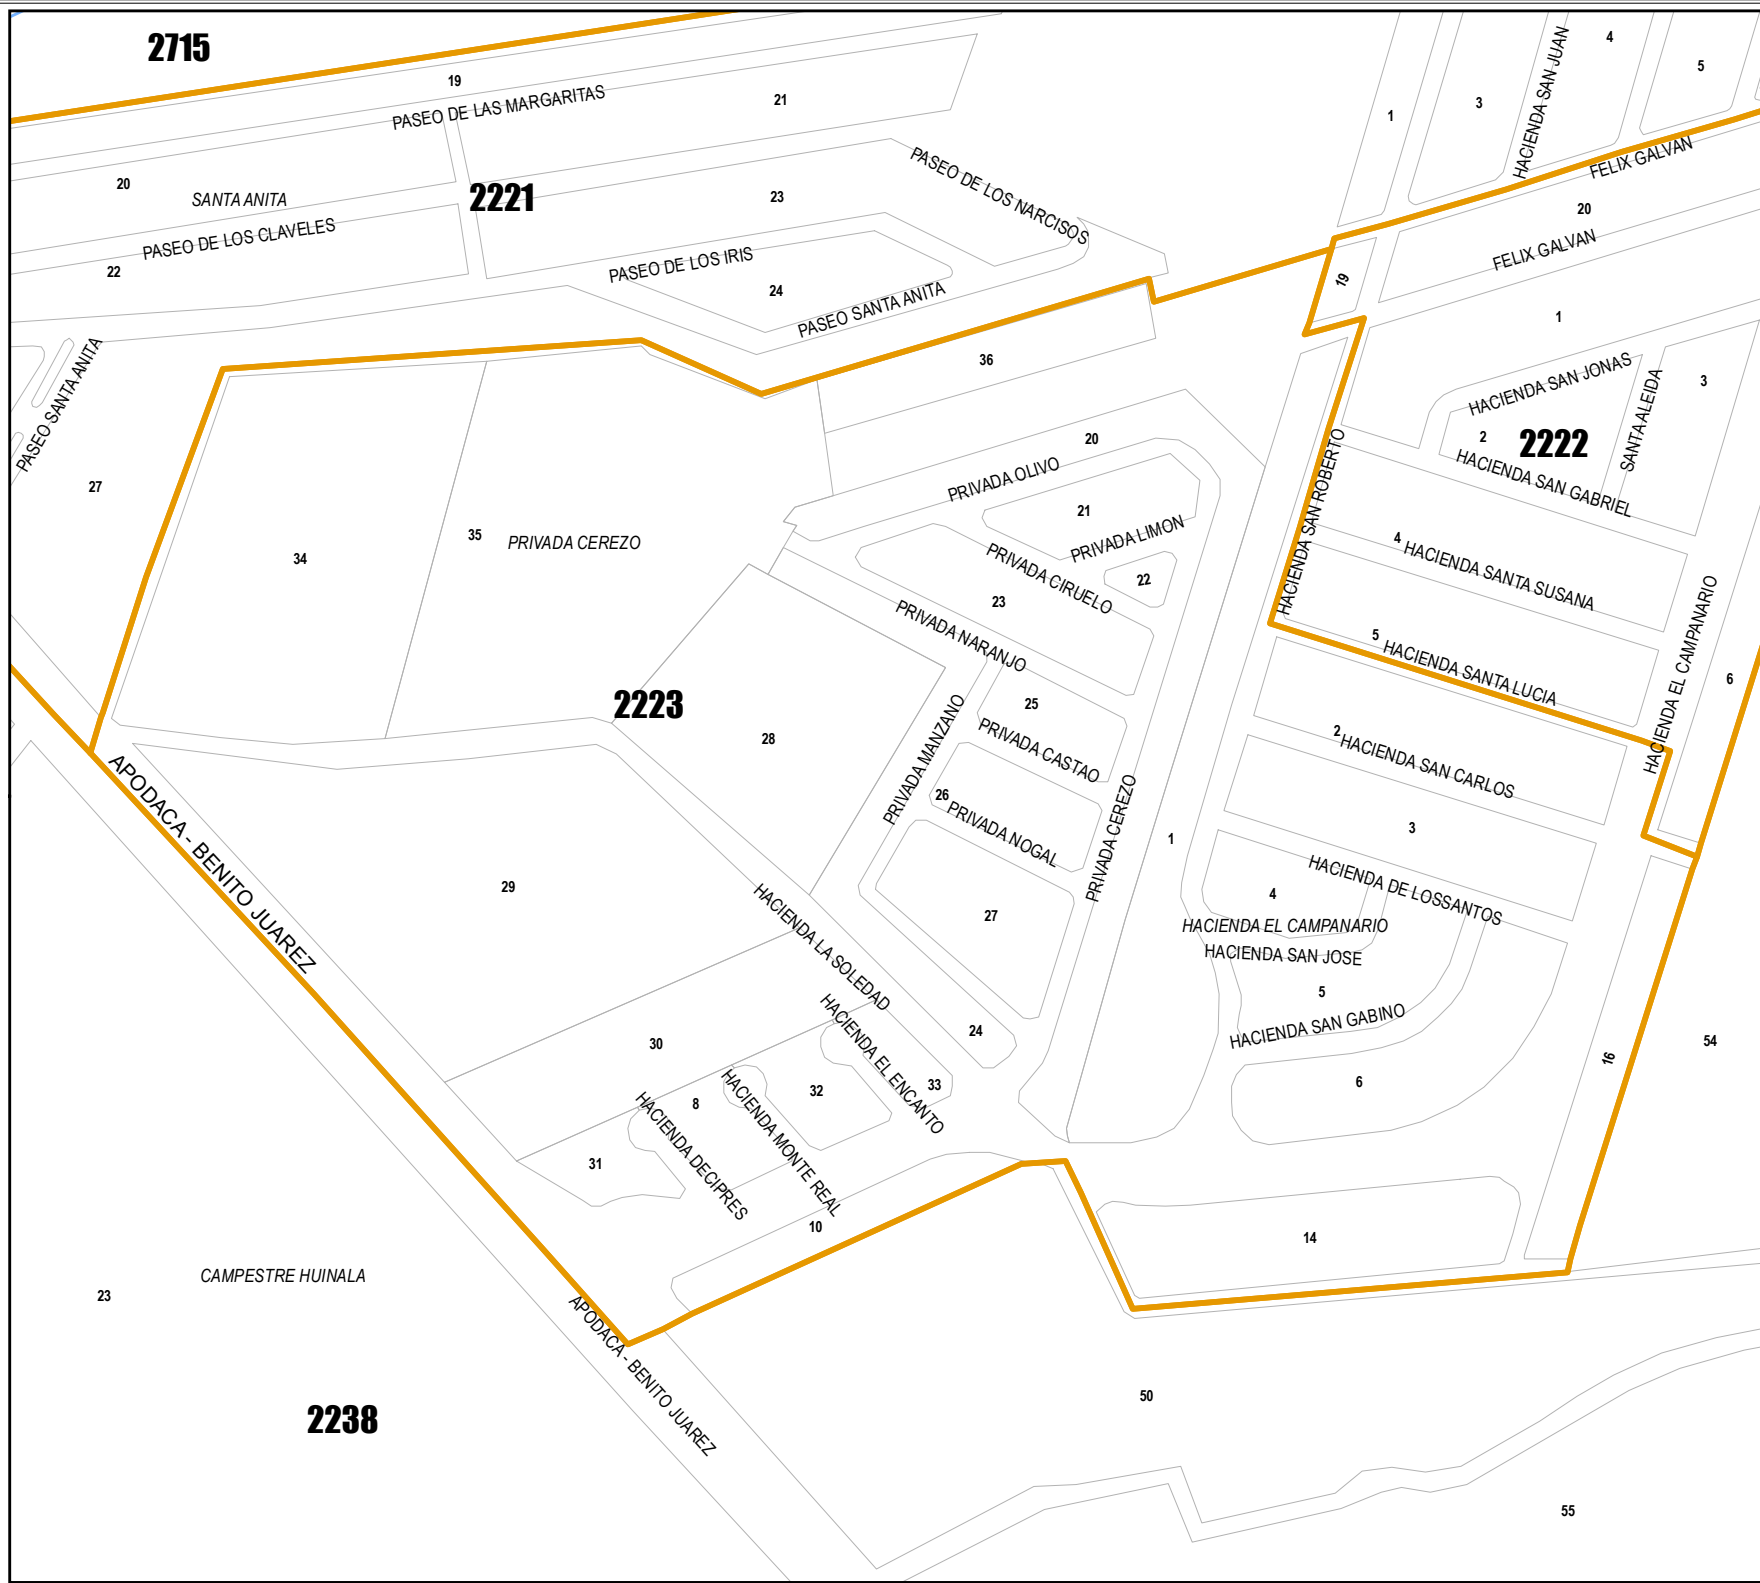 2715
19
PASEO DE LAS MARGARITAS
21
20
SANTA ANITA
2221
PASEO DE LOS CLAVELES
22
23
PASEO DE LOS NARCISOS
PASEO DE LOS IRIS
24
PASEO SANTA ANITA
PASEO SANTA ANITA
27
1
3
HACIENDA SAN JUAN
4
5
FELIX GALVAN
20
FELIX GALVAN
19
1
36
HACIENDA SAN JONAS
SANTA ALEIDA
3
2
2222
HACIENDA SAN GABRIEL
HACIENDA SAN ROBERTO
4
HACIENDA SANTA SUSANA
5
HACIENDA SANTA LUCIA
HACIENDA EL CAMPANARIO
6
34
35
PRIVADA CEREZO
20
PRIVADA OLIVO
21
PRIVADA LIMON
22
PRIVADA CIRUELO
23
PRIVADA NARANJO
2223
28
25
PRIVADA CASTAO
PRIVADA MANZANO
26
PRIVADA NOGAL
PRIVADA CEREZO
27
1
2
HACIENDA SAN CARLOS
3
HACIENDA DE LOSSANTOS
4
HACIENDA EL CAMPANARIO
HACIENDA SAN JOSE
5
HACIENDA SAN GABINO
6
16
54
APODACA - BENITO JUAREZ
29
HACIENDA LA SOLEDAD
24
30
HACIENDA EL ENCANTO
33
32
8
HACIENDA MONTE REAL
HACIENDA DECIPRES
31
10
14
CAMPESTRE HUINALA
23
APODACA - BENITO JUAREZ
2238
50
55